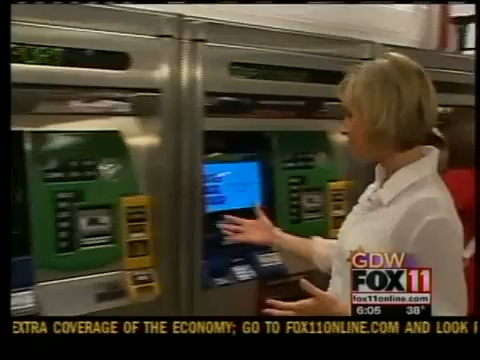 GDW
FOX 11
fox11online.com
6:05 38°
EXTRA COVERAGE OF THE ECONOMY; GO TO FOX11ONLINE.COM AND LOOK F